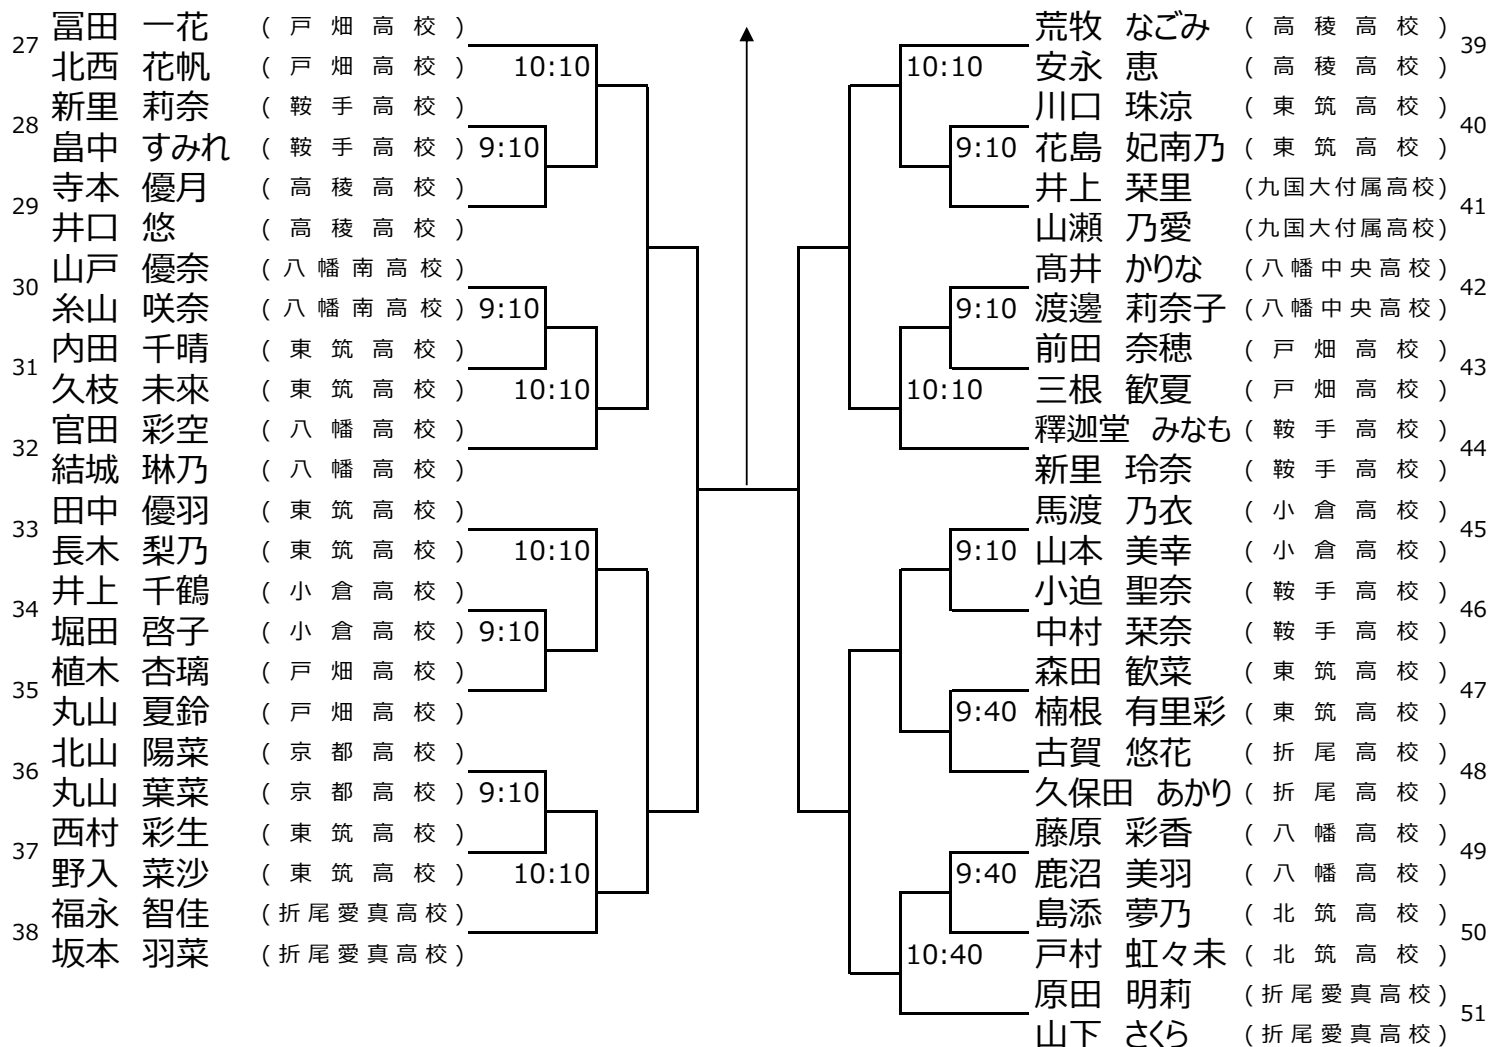 27
冨田 一花 (戸畑高校)
北西 花帆 (戸畑高校)
10:10
28
新里 莉奈 (鞍手高校)
畠中 すみれ (鞍手高校)
9:10
29
寺本 優月 (高稜高校)
井口 悠 (高稜高校)
30
山戸 優奈 (八幡南高校)
糸山 咲奈 (八幡南高校)
9:10
31
内田 千晴 (東筑高校)
久枝 未來 (東筑高校)
10:10
32
官田 彩空 (八幡高校)
結城 琳乃 (八幡高校)
33
田中 優羽 (東筑高校)
長木 梨乃 (東筑高校)
10:10
34
井上 千鶴 (小倉高校)
堀田 啓子 (小倉高校)
9:10
35
植木 杏璃 (戸畑高校)
丸山 夏鈴 (戸畑高校)
36
北山 陽菜 (京都高校)
丸山 葉菜 (京都高校)
9:10
37
西村 彩生 (東筑高校)
野入 菜沙 (東筑高校)
10:10
38
福永 智佳 (折尾愛真高校)
坂本 羽菜 (折尾愛真高校)
荒牧 なごみ (高稜高校)
39
10:10
安永 恵 (高稜高校)
川口 珠涼 (東筑高校)
40
9:10
花島 妃南乃 (東筑高校)
井上 栞里 (九国大付属高校)
41
山瀬 乃愛 (九国大付属高校)
髙井 かりな (八幡中央高校)
42
9:10
渡邊 莉奈子 (八幡中央高校)
前田 奈穂 (戸畑高校)
43
10:10
三根 歓夏 (戸畑高校)
釋迦堂 みなも (鞍手高校)
44
新里 玲奈 (鞍手高校)
馬渡 乃衣 (小倉高校)
45
9:10
山本 美幸 (小倉高校)
小迫 聖奈 (鞍手高校)
46
中村 栞奈 (鞍手高校)
森田 歓菜 (東筑高校)
47
9:40
楠根 有里彩 (東筑高校)
古賀 悠花 (折尾高校)
48
久保田 あかり (折尾高校)
藤原 彩香 (八幡高校)
49
9:40
鹿沼 美羽 (八幡高校)
島添 夢乃 (北筑高校)
50
10:40
戸村 虹々未 (北筑高校)
原田 明莉 (折尾愛真高校)
51
山下 さくら (折尾愛真高校)